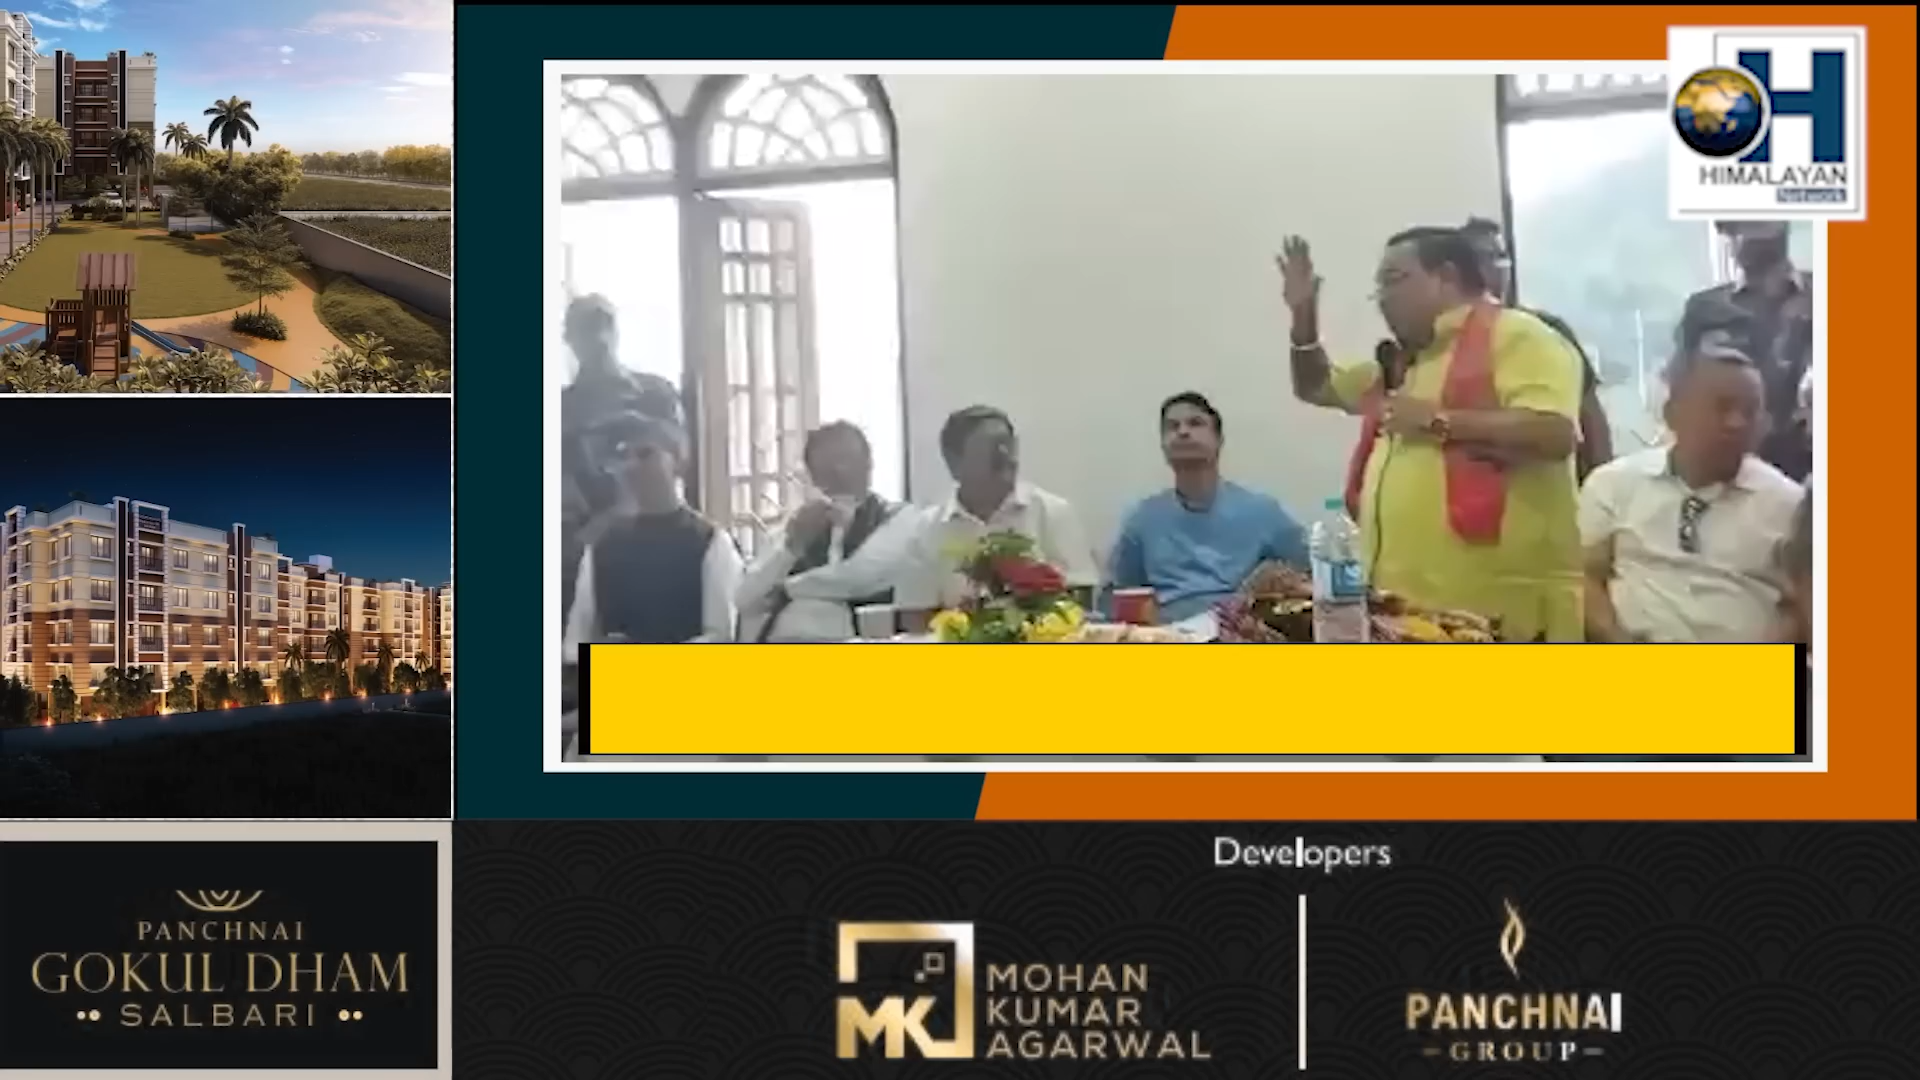 HIMALAYAN
Network
Developers
PANCHNAI
GOKUL DHAM
SALBARI
MOHAN
KUMAR
AGARWAL
MK
PANCHNAI
GROUP